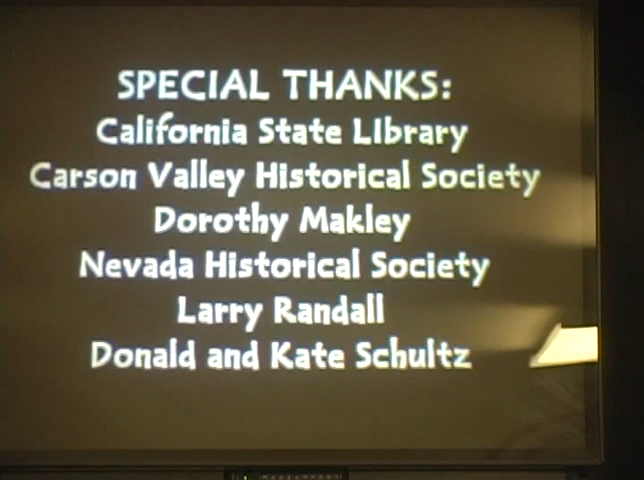 SPECIAL THANKS:
California State LIbrary
Carson Valley Historical Society
Dorothy Makley
Nevada Historical Society
Larry Randall
Donald and Kate Schultz